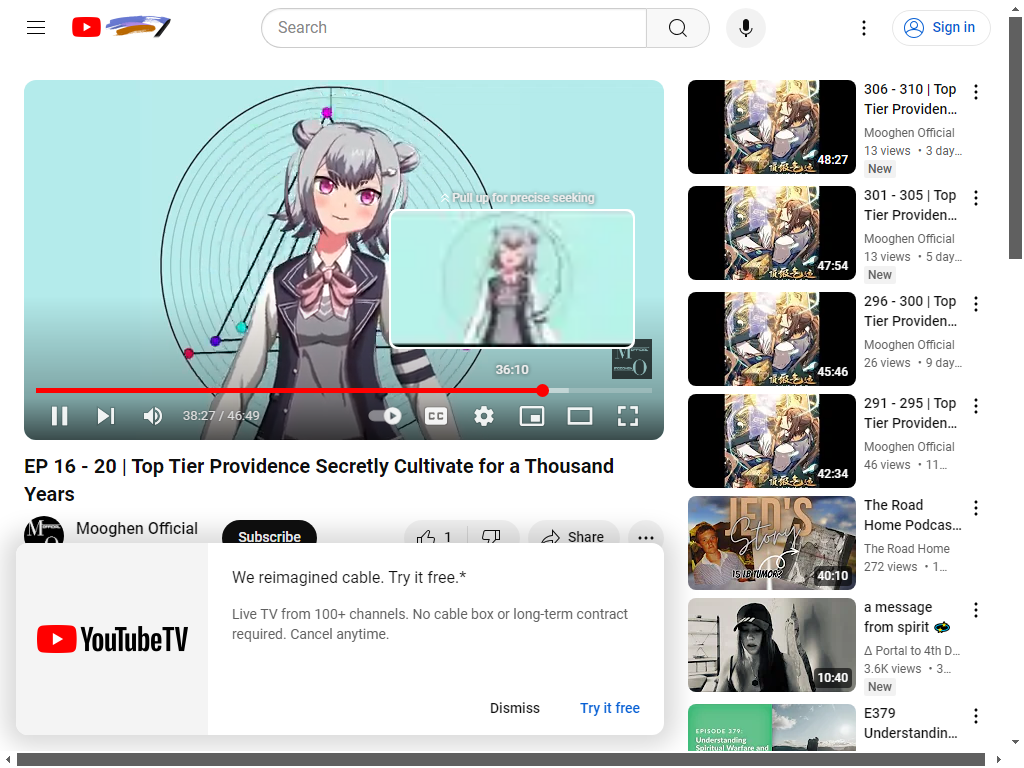 Search
Sign in
Pull up for precise seeking
36:10
38:27 / 46:49
CC
EP 16 - 20 | Top Tier Providence Secretly Cultivate for a Thousand
Years
Mooghen Official
Subscribe
1
Share
YouTubeTV
We reimagined cable. Try it free.*
Live TV from 100+ channels. No cable box or long-term contract
required. Cancel anytime.
Dismiss
Try it free
48:27
306 - 310 | Top
Tier Providen...
Mooghen Official
13 views • 3 day...
New
47:54
301 - 305 | Top
Tier Providen...
Mooghen Official
13 views • 5 day...
New
45:46
296 - 300 | Top
Tier Providen...
Mooghen Official
26 views • 9 day...
42:34
291 - 295 | Top
Tier Providen...
Mooghen Official
46 views • 11...
JED'S
Story
IS IB TUMOR?
40:10
The Road
Home Podcas...
The Road Home
272 views • 1...
10:40
a message
from spirit
Δ Portal to 4th D...
3.6K views • 3...
New
EPISODE 379:
Understanding
Spiritual Warfare and
E379
Understandin...